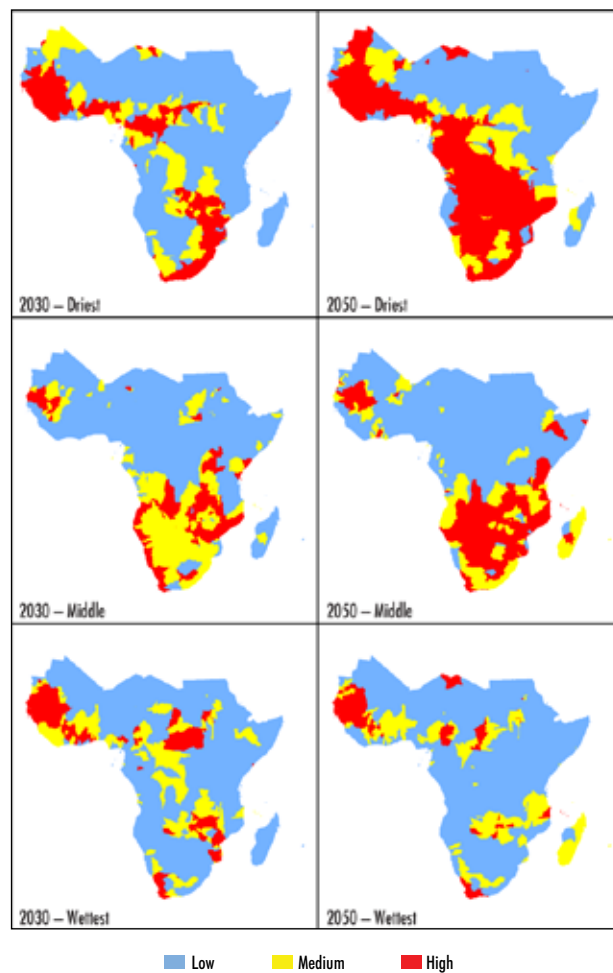 2030 – Driest
2050 – Driest
2030 – Middle
2050 – Middle
2030 – Wettest
2050 – Wettest
Low
Medium
High